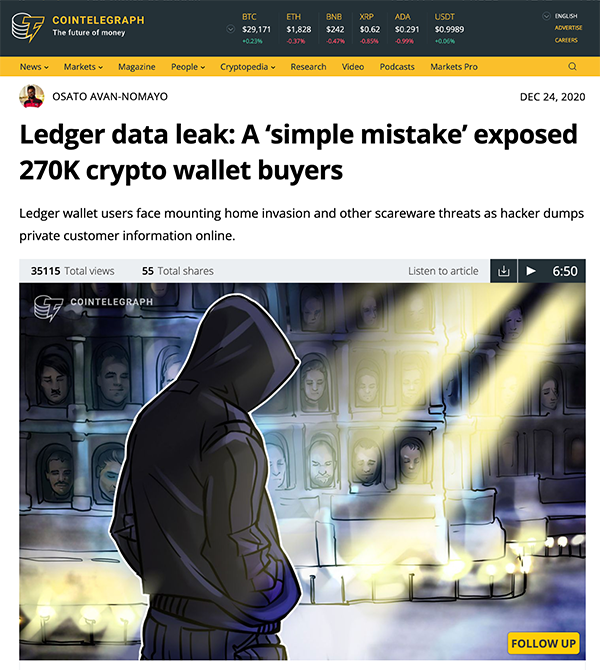 COINTELEGRAPH
The future of money
BTC ETH BNB XRP ADA USDT
$29,171 $1,828 $242 $0.62 $0.291 $0.9989
+0.23% -0.37% -0.47% -0.85% -0.99% +0.06%
ENGLISH
ADVERTISE
CAREERS
News Markets Magazine People Cryptopedia Research Video Podcasts Markets Pro
OSATO AVAN-NOMAYO DEC 24, 2020
Ledger data leak: A ‘simple mistake’ exposed
270K crypto wallet buyers
Ledger wallet users face mounting home invasion and other scareware threats as hacker dumps
private customer information online.
35115 Total views 55 Total shares Listen to article 6:50
COINTELEGRAPH
FOLLOW UP